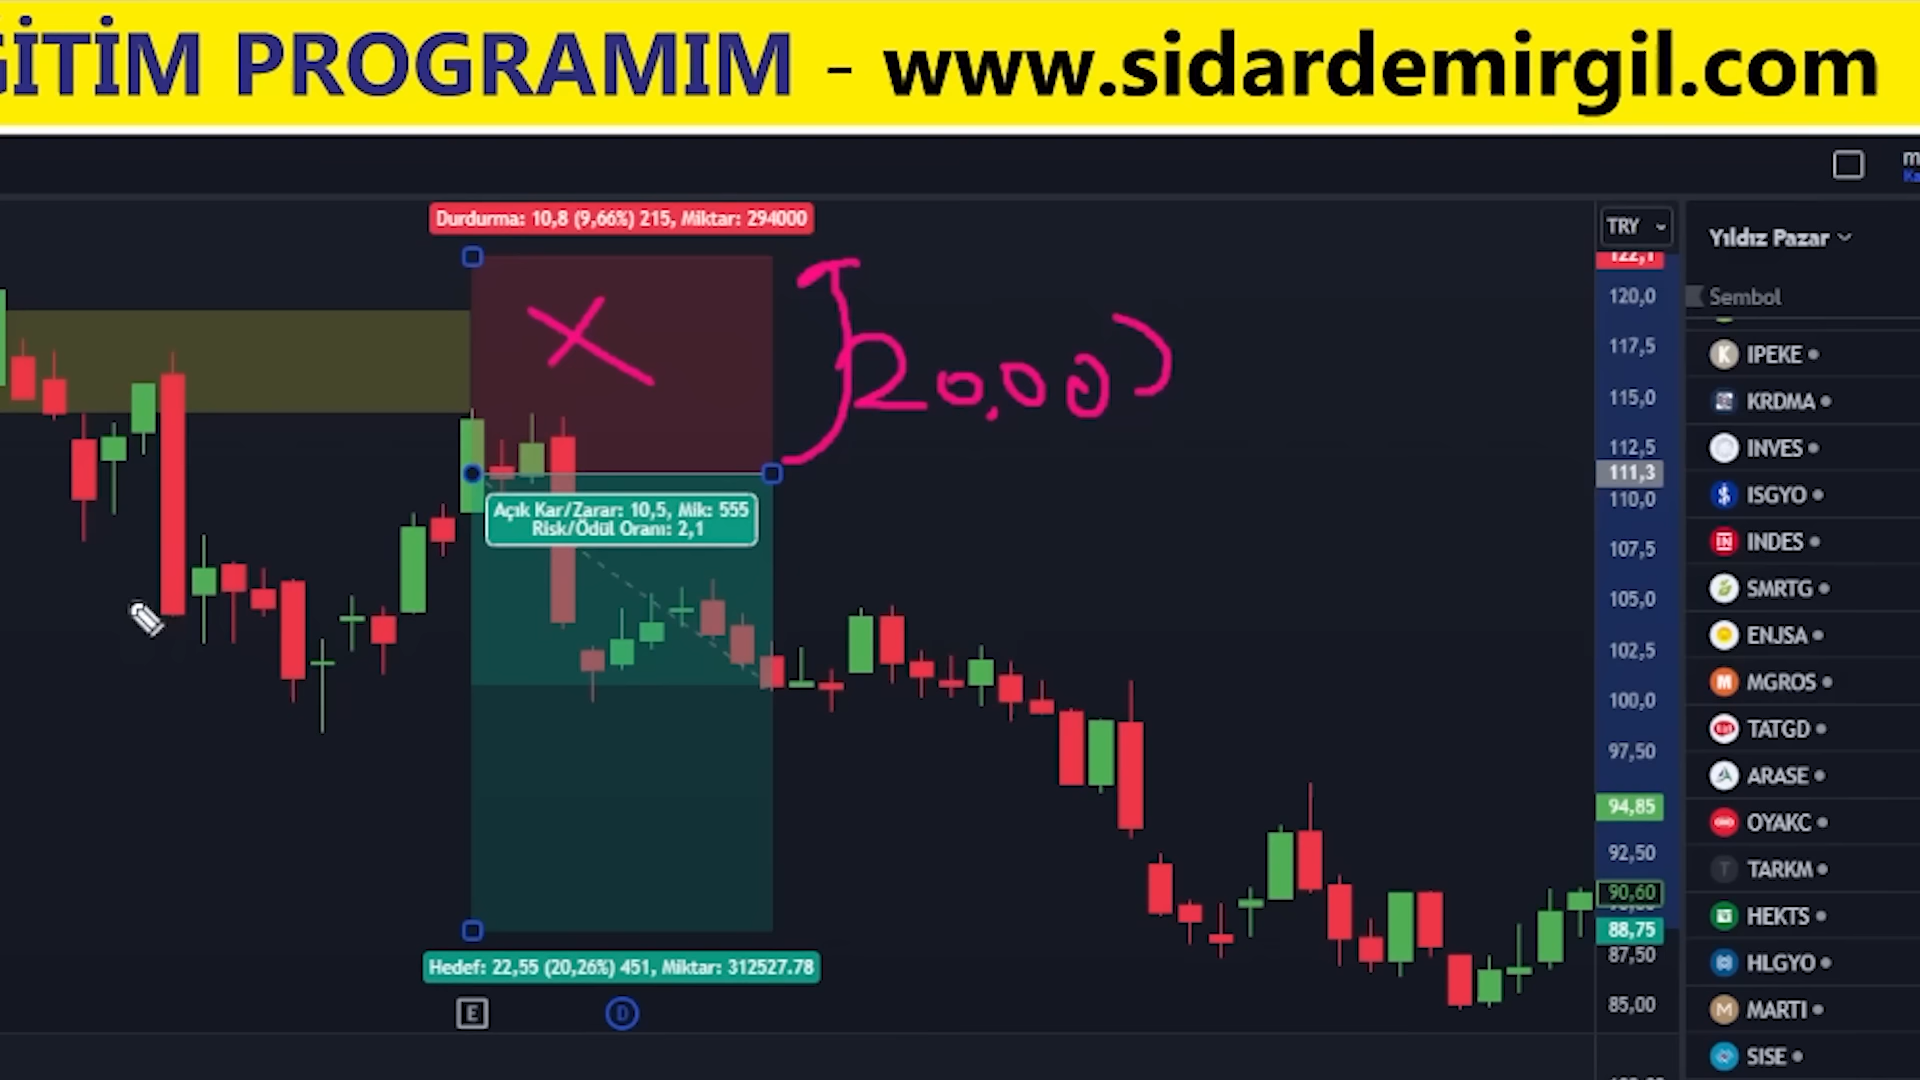 ĞİTİM PROGRAMIM - www.sidardemirgil.com
Durdurma: 10,8 (9,66%) 215, Miktar: 294000
TRY
Yıldız Pazar
122,1
Sembol
120,0
117,5
20.000
115,0
112,5
111,3
110,0
Açık Kar/Zarar: 10,5, Mik: 555
Risk/Ödül Oranı: 2,1
107,5
105,0
102,5
100,0
97,50
94,85
92,50
90,60
88,75
87,50
85,00
Hedef: 22,55 (20,26%) 451, Miktar: 312527.78
E
D
IPEKE
KRDMA
INVES
ISGYO
INDES
SMRTG
ENJSA
MGROS
TATGD
ARASE
OYAKC
TARKM
HEKTS
HLGYO
MARTI
SISE